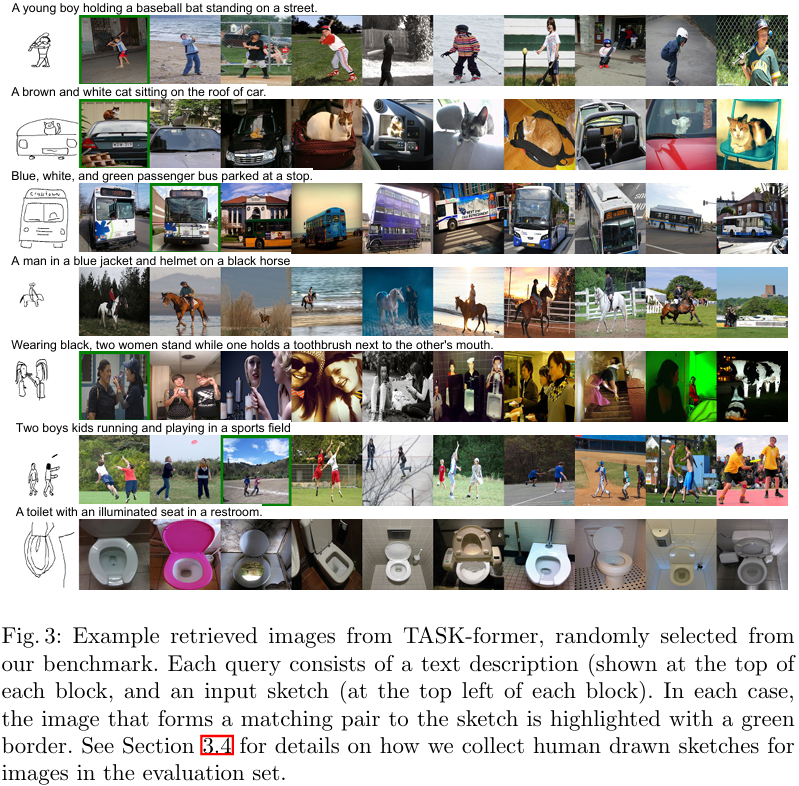 A young boy holding a baseball bat standing on a street.
A brown and white cat sitting on the roof of car.
Blue, white, and green passenger bus parked at a stop.
A man in a blue jacket and helmet on a black horse
Wearing black, two women stand while one holds a toothbrush next to the other's mouth.
Two boys kids running and playing in a sports field
A toilet with an illuminated seat in a restroom.
Fig. 3: Example retrieved images from TASK-former, randomly selected from
our benchmark. Each query consists of a text description (shown at the top of
each block, and an input sketch (at the top left of each block). In each case,
the image that forms a matching pair to the sketch is highlighted with a green
border. See Section 3.4 for details on how we collect human drawn sketches for
images in the evaluation set.